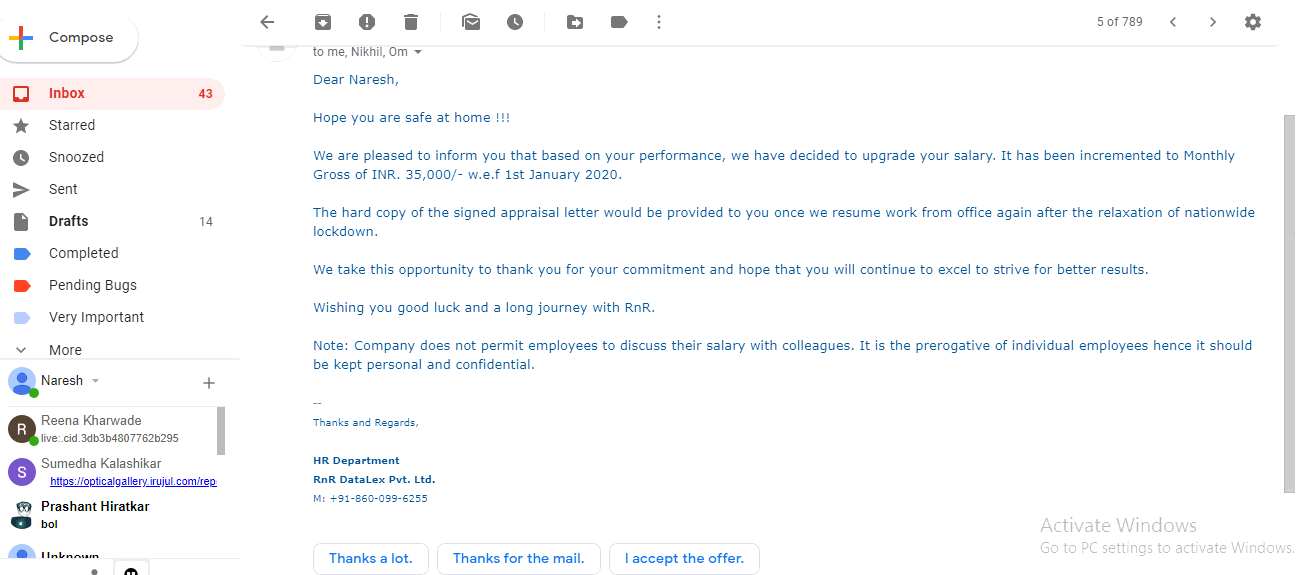 Compose
5 of 789
Inbox 43
Starred
Snoozed
Sent
Drafts 14
Completed
Pending Bugs
Very Important
More
Naresh
Reena Kharwade
live:.cid.3db3b4807762b295
Sumedha Kalashikar
https://opticalgallery.irujul.com/rep
Prashant Hiratkar
bol
Unknown
to me, Nikhil, Om
Dear Naresh,
Hope you are safe at home !!!
We are pleased to inform you that based on your performance, we have decided to upgrade your salary. It has been incremented to Monthly
Gross of INR. 35,000/- w.e.f 1st January 2020.
The hard copy of the signed appraisal letter would be provided to you once we resume work from office again after the relaxation of nationwide
lockdown.
We take this opportunity to thank you for your commitment and hope that you will continue to excel to strive for better results.
Wishing you good luck and a long journey with RnR.
Note: Company does not permit employees to discuss their salary with colleagues. It is the prerogative of individual employees hence it should
be kept personal and confidential.
--
Thanks and Regards,
HR Department
RnR DataLex Pvt. Ltd.
M: +91-860-099-6255
Thanks a lot.
Thanks for the mail.
I accept the offer.
Activate Windows
Go to PC settings to activate Windows.
R
S